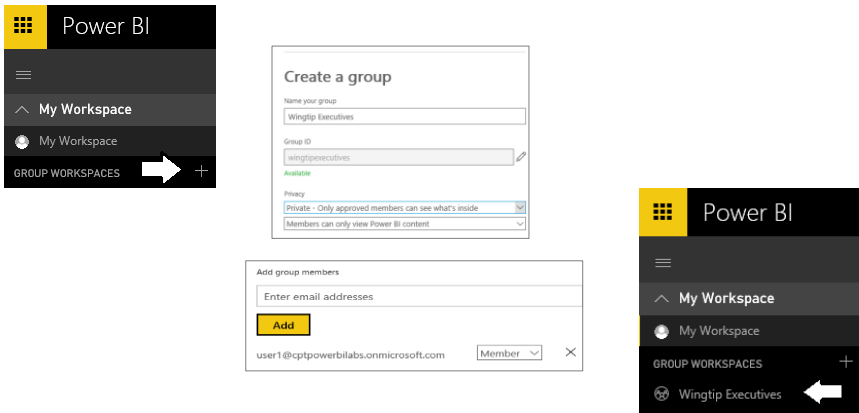 Power BI
My Workspace
My Workspace
GROUP WORKSPACES
Create a group
Name your group
Wingtip Executives
Group ID
wingtipexecutives
Available
Privacy
Private - Only approved members can see what's inside
Members can only view Power BI content
Add group members
Enter email addresses
Add
user1@cptpowerbilabs.onmicrosoft.com Member
Power BI
My Workspace
My Workspace
GROUP WORKSPACES
Wingtip Executives